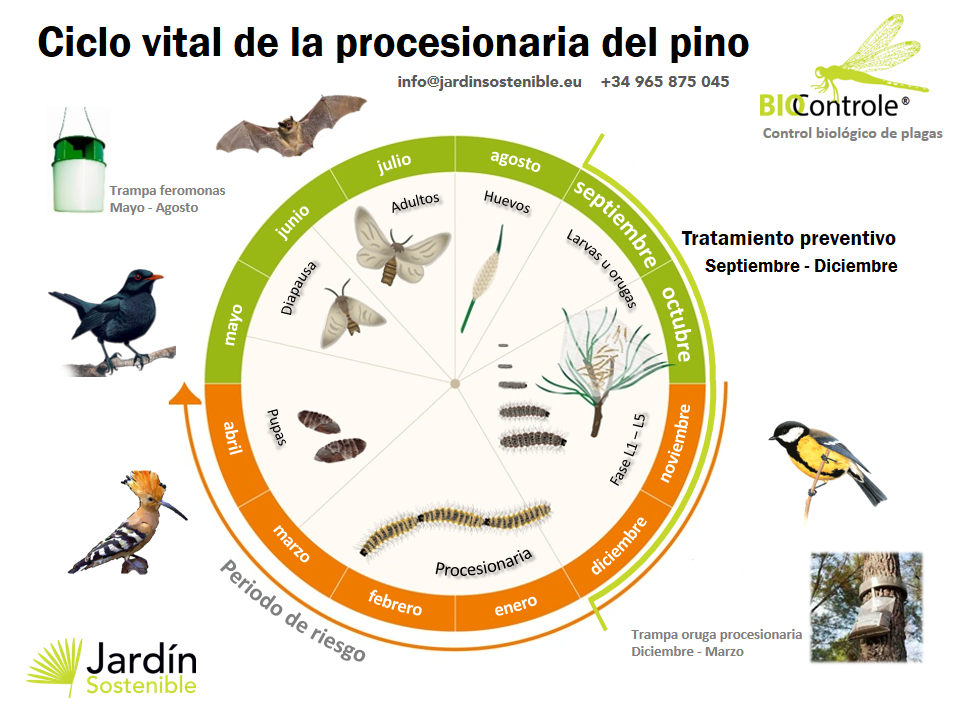 Ciclo vital de la procesionaria del pino
info@jardinsostenible.eu +34 965 875 045
BIOControle®
Control biológico de plagas
Trampa feromonas
Mayo - Agosto
julio
agosto
junio
septiembre
mayo
octubre
abril
noviembre
marzo
diciembre
febrero
enero
Adultos
Huevos
Larvas u orugas
Diapausa
Pupas
Fase L1 – L5
Procesionaria
Tratamiento preventivo
Septiembre - Diciembre
Periodo de riesgo
Trampa oruga procesionaria
Diciembre - Marzo
Jardín
Sostenible